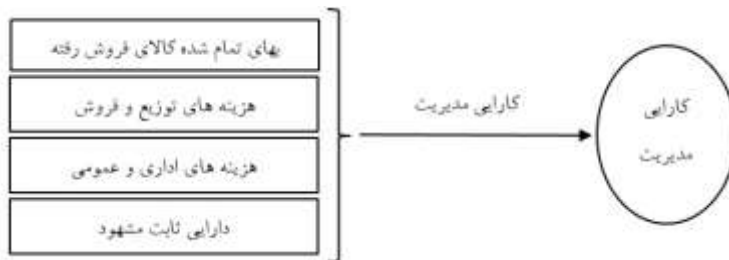 بهای تمام شده کالای فروش رفته
هزینه های توزیع و فروش
هزینه های اداری و عمومی
دارایی ثابت مشهود
کارایی مدیریت
کارایی
مدیریت